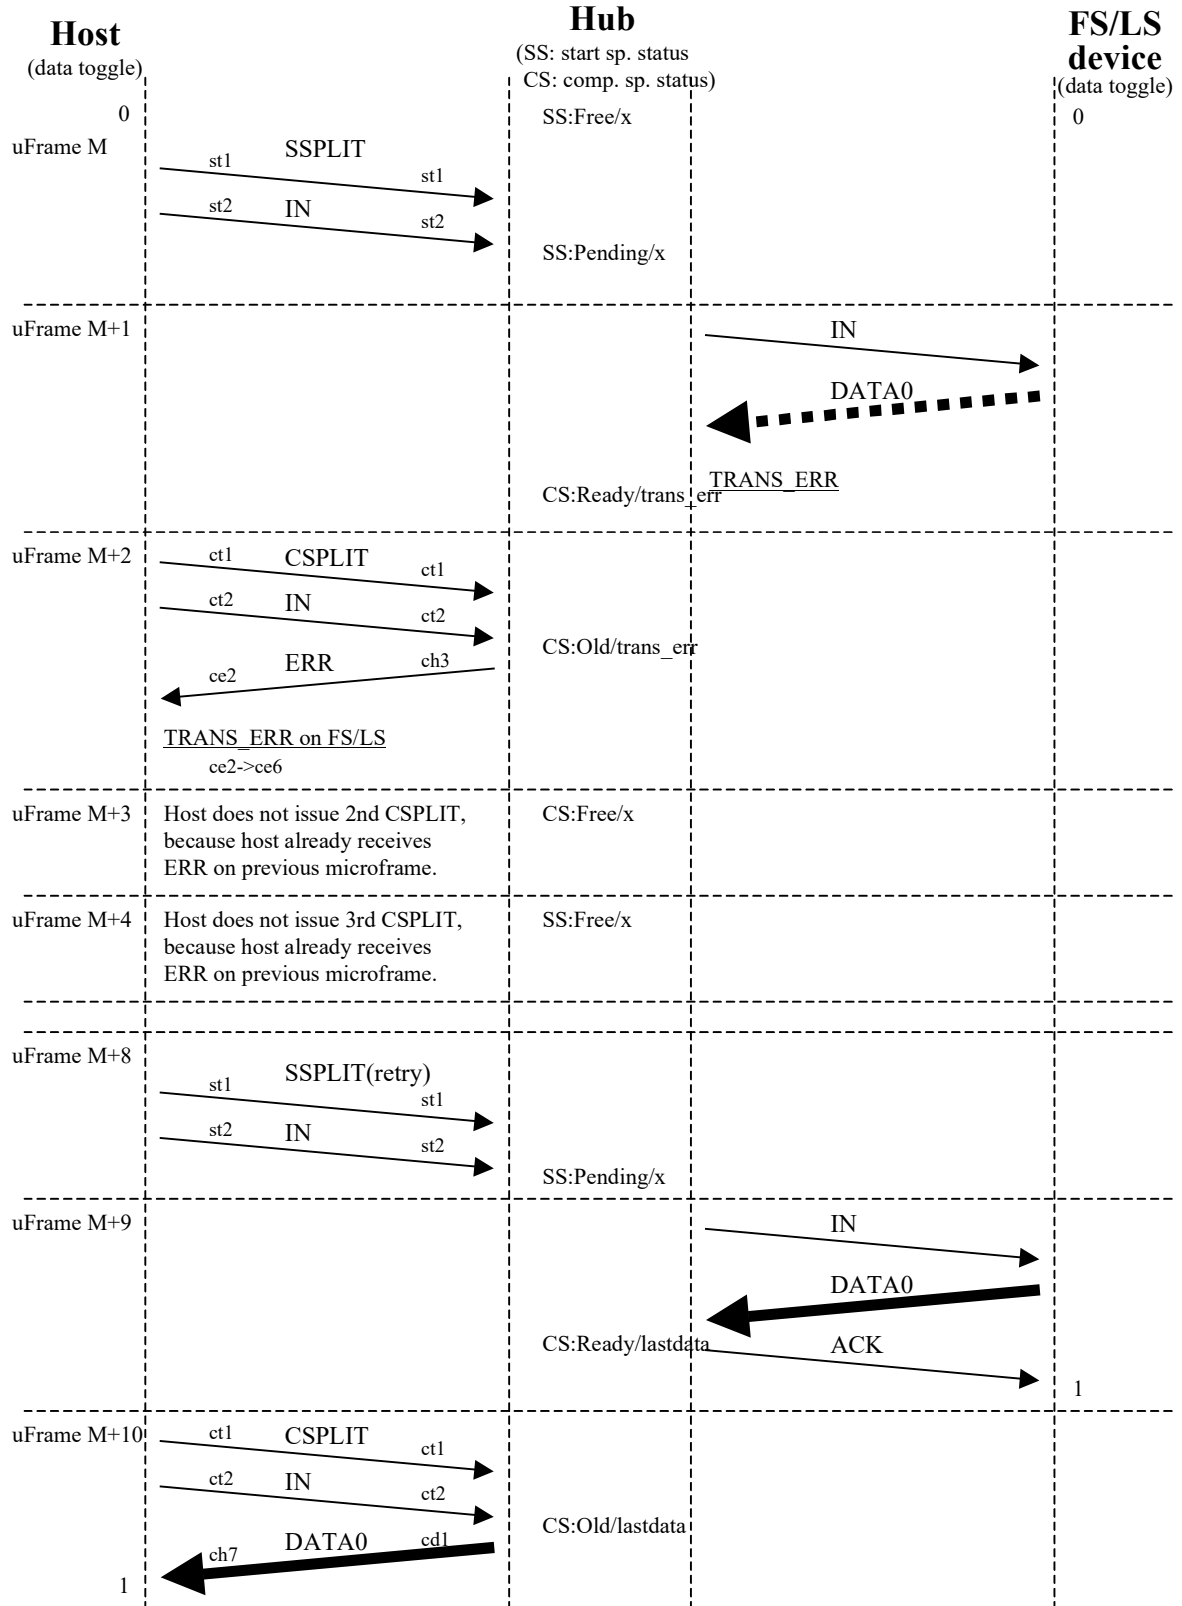 Host
(data toggle)
Hub
(SS: start sp. status
CS: comp. sp. status)
FS/LS
device
(data toggle)
0
SS:Free/x
0
uFrame M
st1
SSPLIT
st1
st2
IN
st2
SS:Pending/x
uFrame M+1
IN
DATA0
TRANS_ERR
CS:Ready/trans_err
uFrame M+2
ct1
CSPLIT
ct1
ct2
IN
ct2
CS:Old/trans_err
ce2
ERR
ch3
TRANS_ERR on FS/LS
ce2->ce6
uFrame M+3
Host does not issue 2nd CSPLIT,
because host already receives
ERR on previous microframe.
CS:Free/x
uFrame M+4
Host does not issue 3rd CSPLIT,
because host already receives
ERR on previous microframe.
SS:Free/x
uFrame M+8
st1
SSPLIT(retry)
st1
st2
IN
st2
SS:Pending/x
uFrame M+9
IN
DATA0
CS:Ready/lastdata
ACK
1
uFrame M+10
ct1
CSPLIT
ct1
ct2
IN
ct2
CS:Old/lastdata
ch7
DATA0
cd1
1